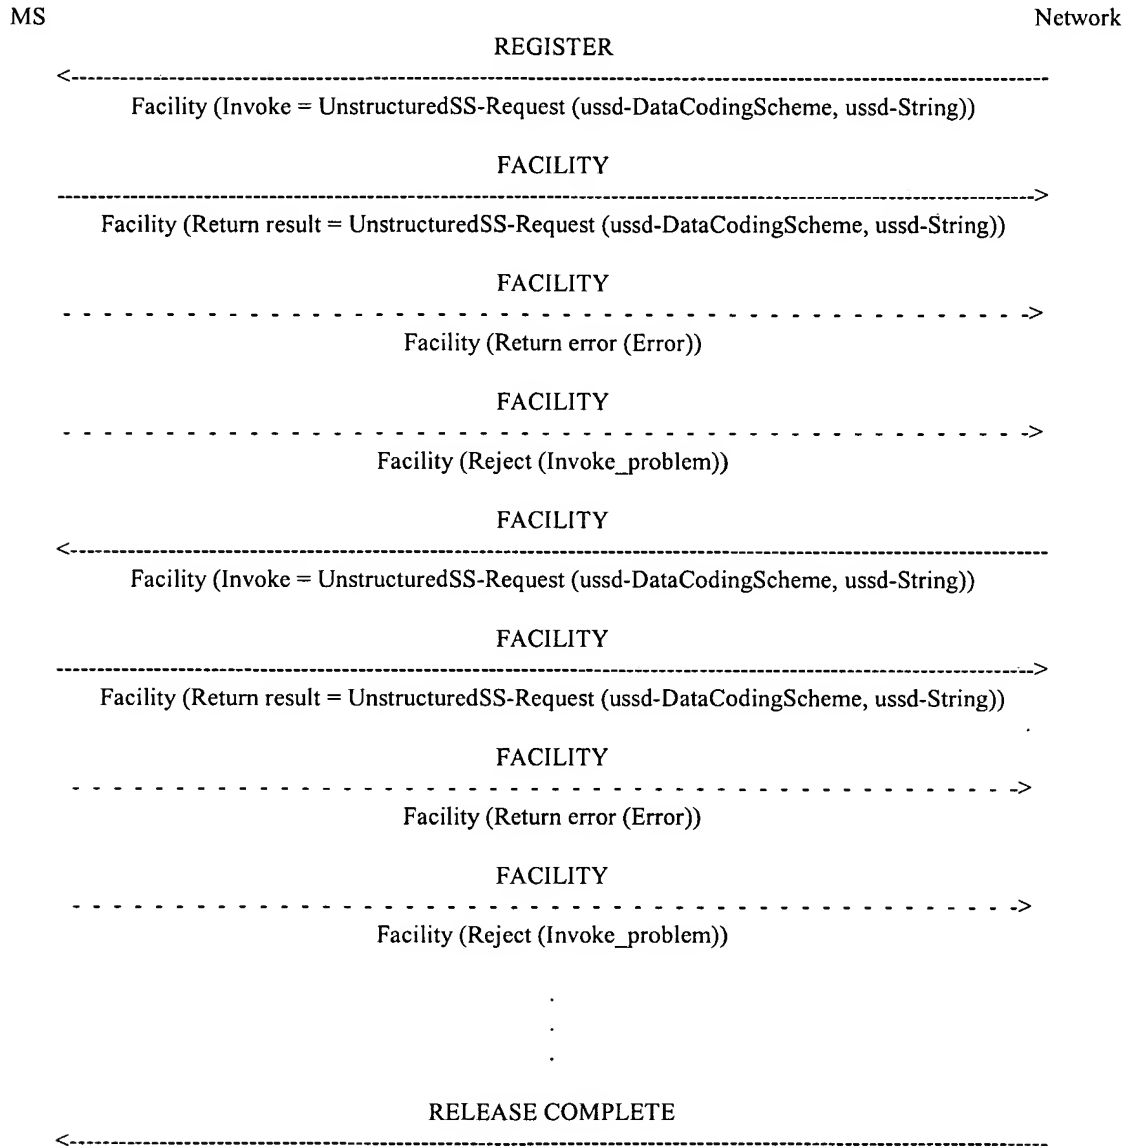 MS Network
REGISTER
<------------------------------------------------------------
Facility (Invoke = UnstructuredSS-Request (ussd-DataCodingScheme, ussd-String))
FACILITY
------------------------------------------------------------>
Facility (Return result = UnstructuredSS-Request (ussd-DataCodingScheme, ussd-String))
FACILITY
- - - - - - - - - - - - - - - - - - - - - - - - - - - - - ->
Facility (Return error (Error))
FACILITY
- - - - - - - - - - - - - - - - - - - - - - - - - - - - - ->
Facility (Reject (Invoke_problem))
FACILITY
<------------------------------------------------------------
Facility (Invoke = UnstructuredSS-Request (ussd-DataCodingScheme, ussd-String))
FACILITY
------------------------------------------------------------>
Facility (Return result = UnstructuredSS-Request (ussd-DataCodingScheme, ussd-String))
FACILITY
- - - - - - - - - - - - - - - - - - - - - - - - - - - - - ->
Facility (Return error (Error))
FACILITY
- - - - - - - - - - - - - - - - - - - - - - - - - - - - - ->
Facility (Reject (Invoke_problem))
.
.
.
RELEASE COMPLETE
<------------------------------------------------------------